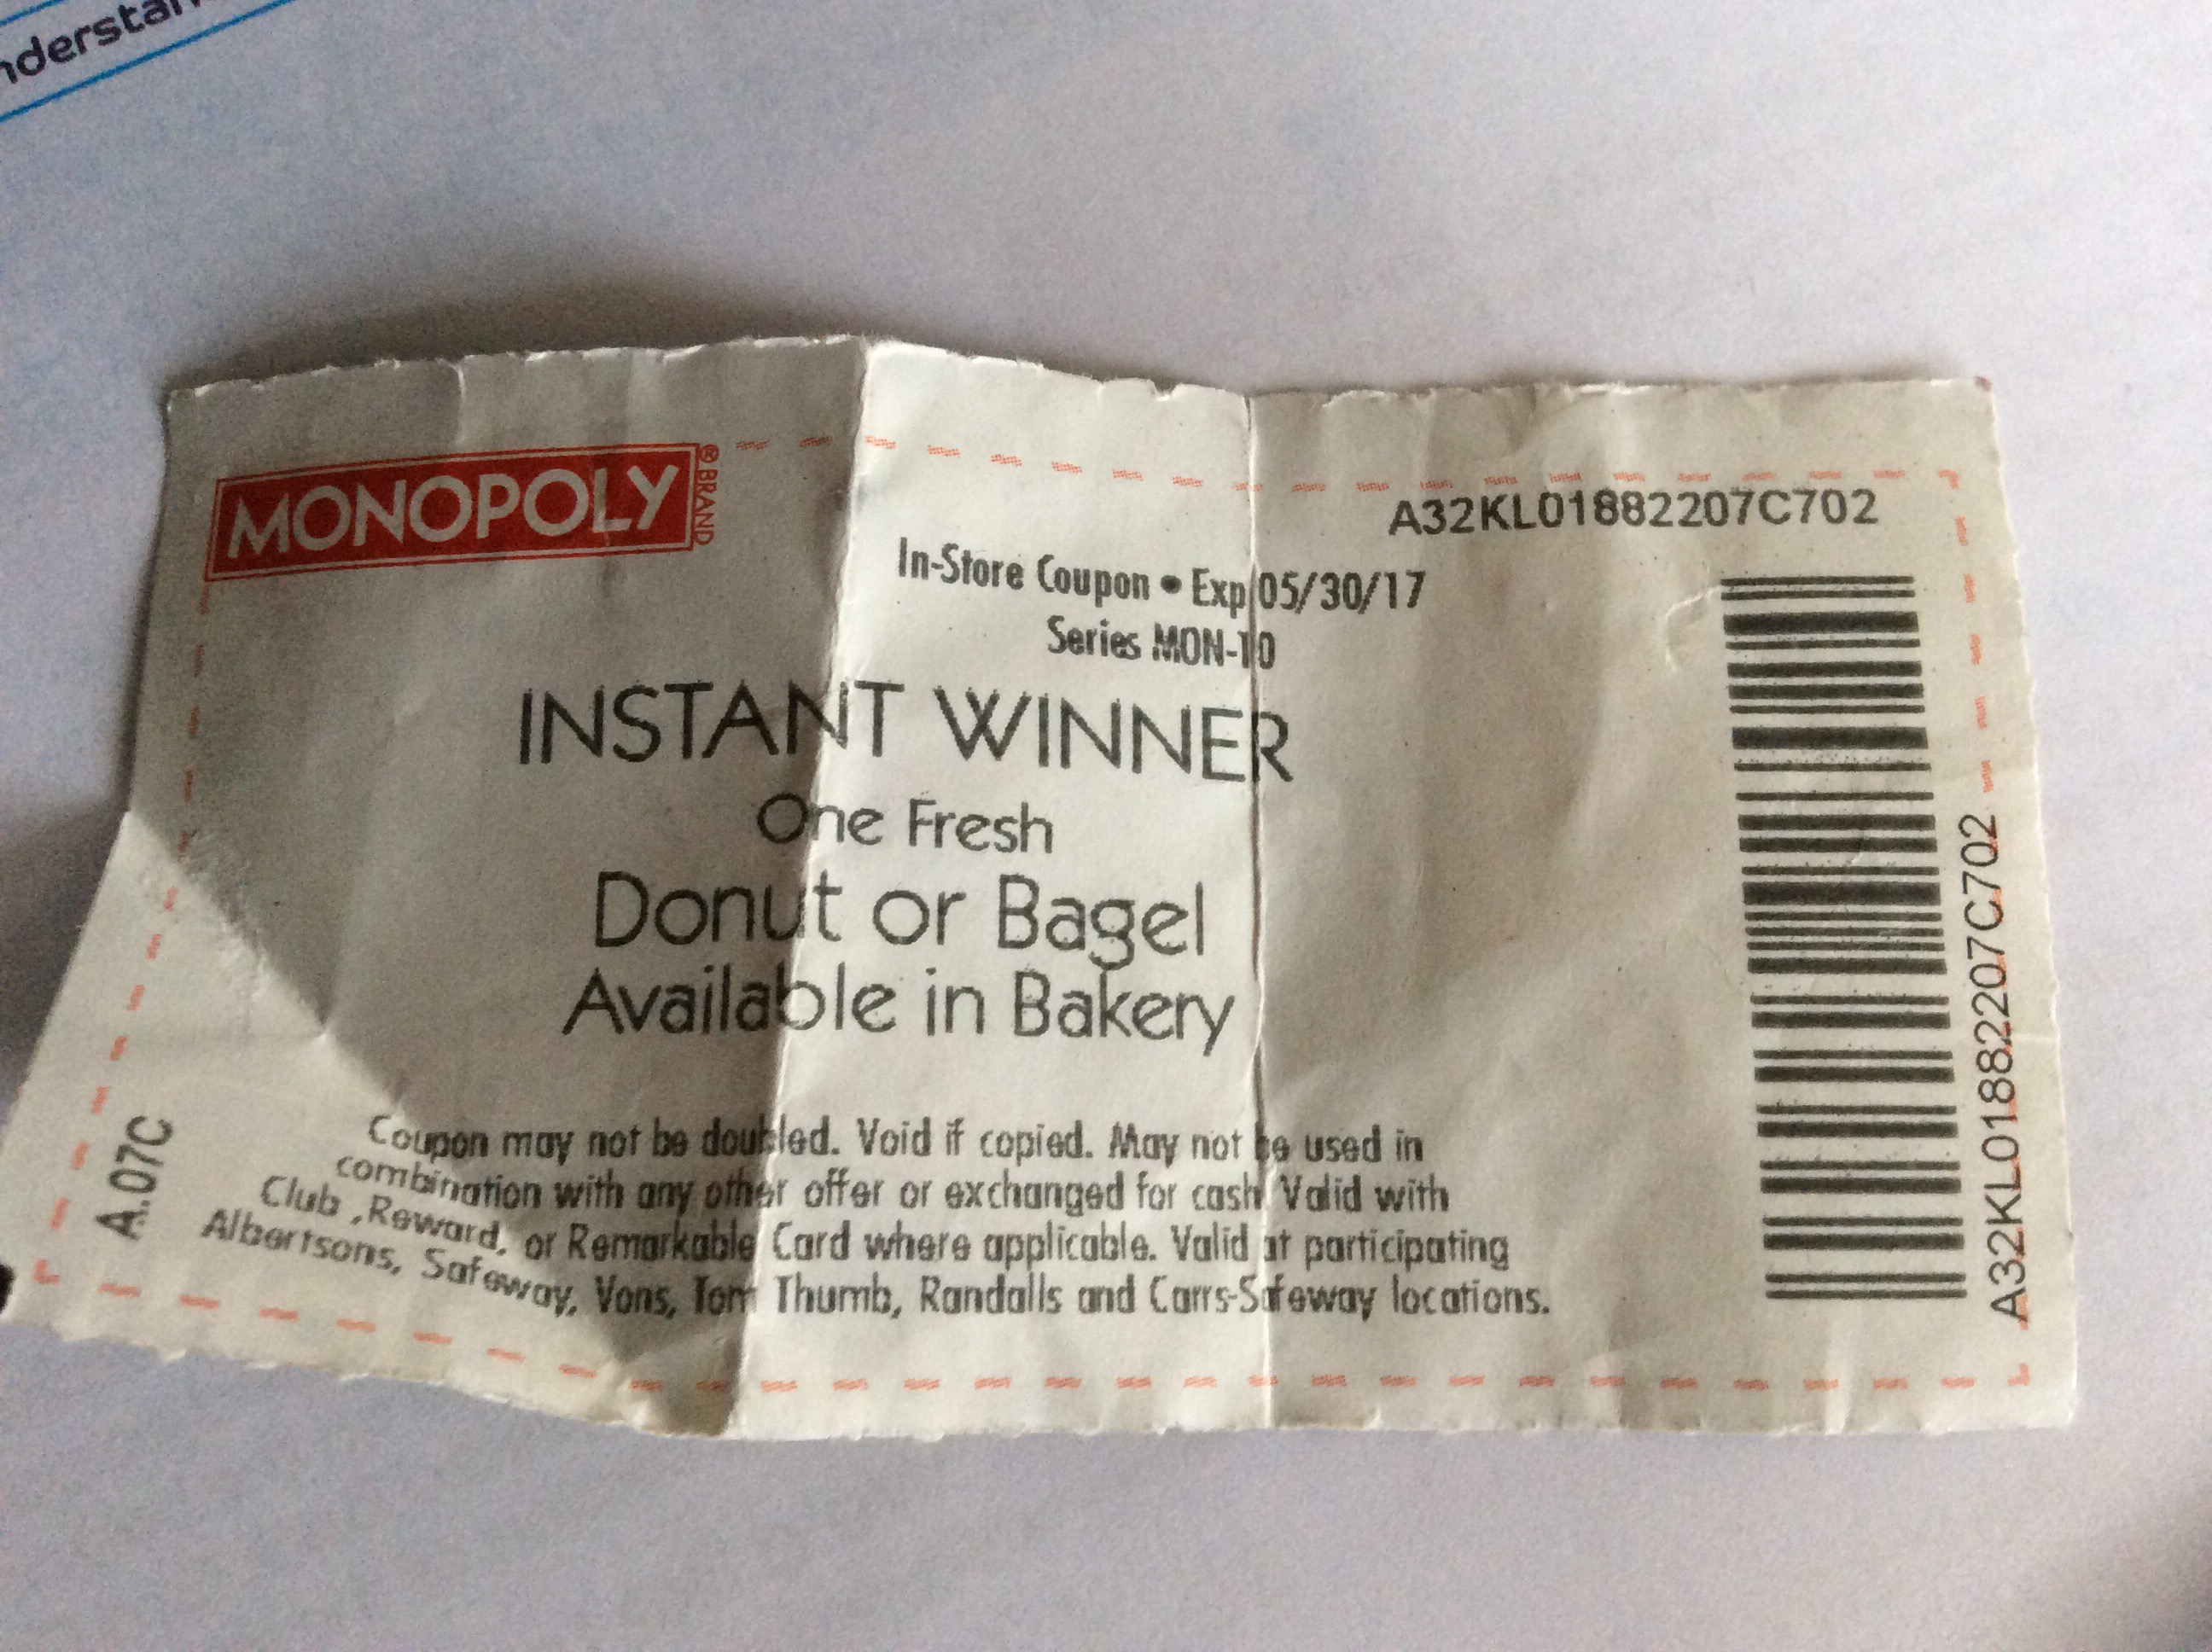 nderstan
MONOPOLY
® BRAND
A32KL01882207C702
In-Store Coupon • Exp 05/30/17
Series MON-10
INSTANT WINNER
One Fresh
Donut or Bagel
Available in Bakery
Coupon may not be doubled. Void if copied. May not be used in
combination with any other offer or exchanged for cash Valid with
Club ,Reward, or Remarkable Card where applicable. Valid at participating
Albertsons, Safeway, Vons, Tom Thumb, Randalls and Carrs-Safeway locations.
A.07C
A32KL01882207C702